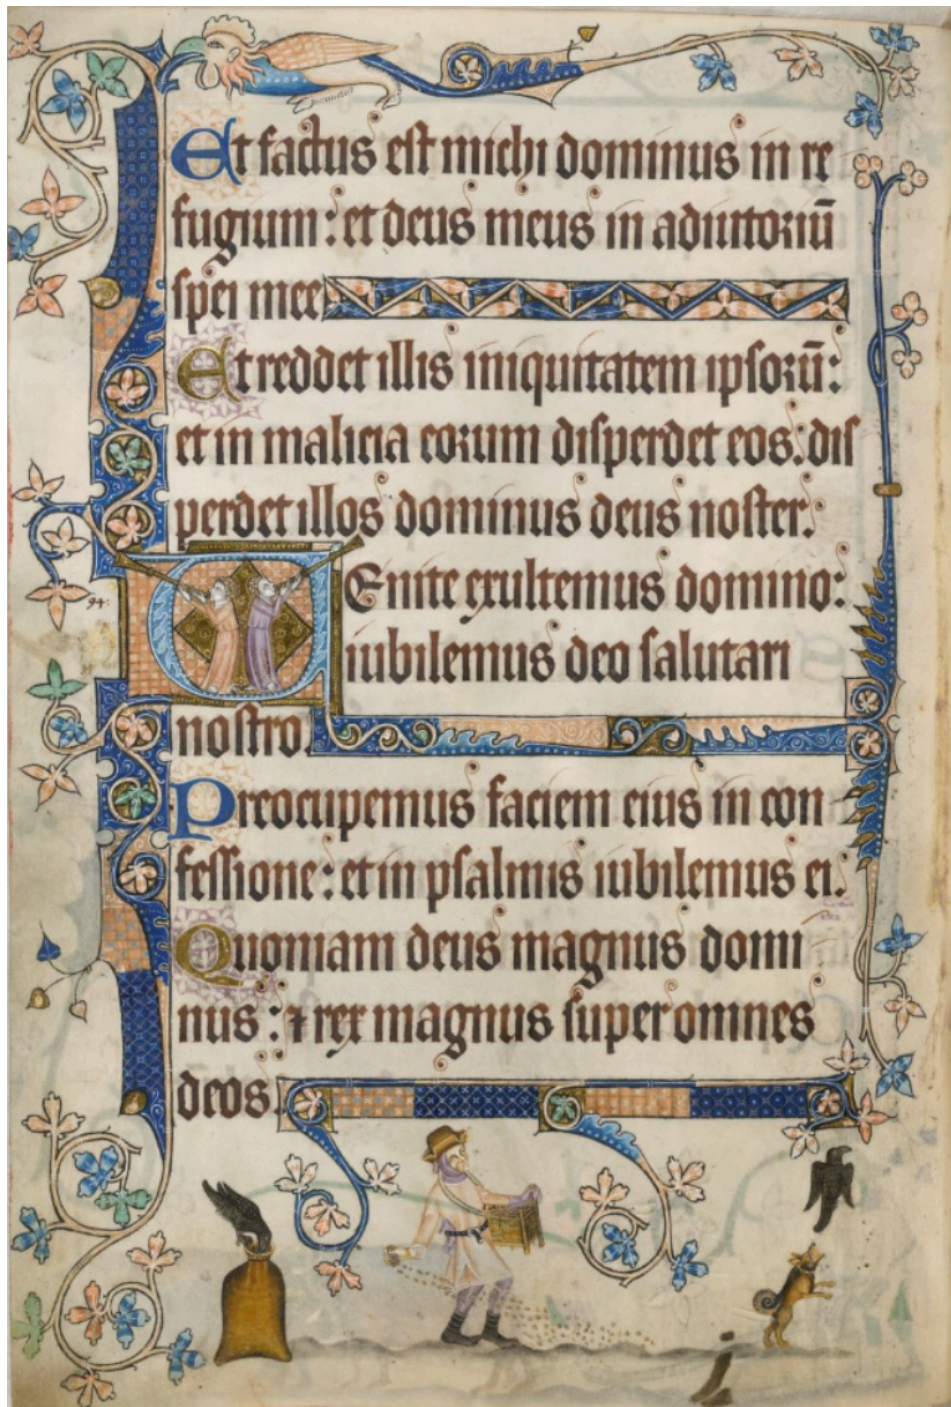 Et factus est michi dominus in re
fugium : et deus meus in adiutoriū
spei mee
Et reddet illis iniquitatem ipsorū :
et in malicia eorum disperdet eos : dis
perdet illos dominus deus noster.
94.
Venite exultemus domino :
iubilemus deo salutari
nostro.
Preocupemus faciem eius in con
fessione : et in psalmis iubilemus ei.
Quoniam deus magnus domi
nus : ⁊ rex magnus super omnes
deos.